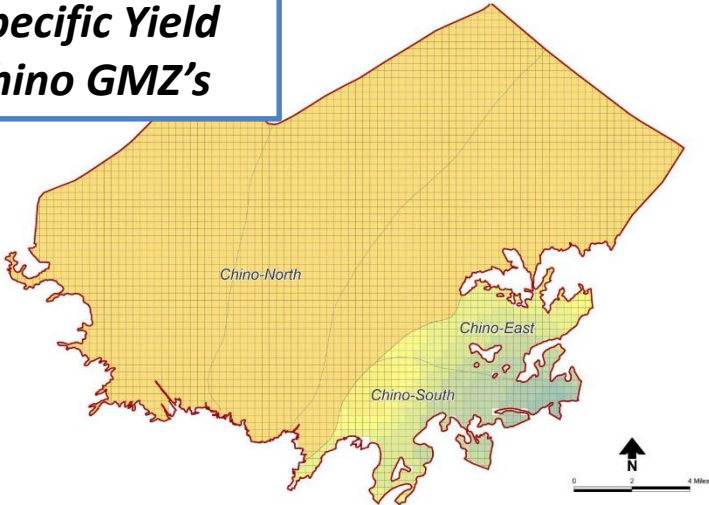 pecific Yield
hino GMZ's
Chino-North
Chino-East
Chino-South
N
0 2 4 Miles